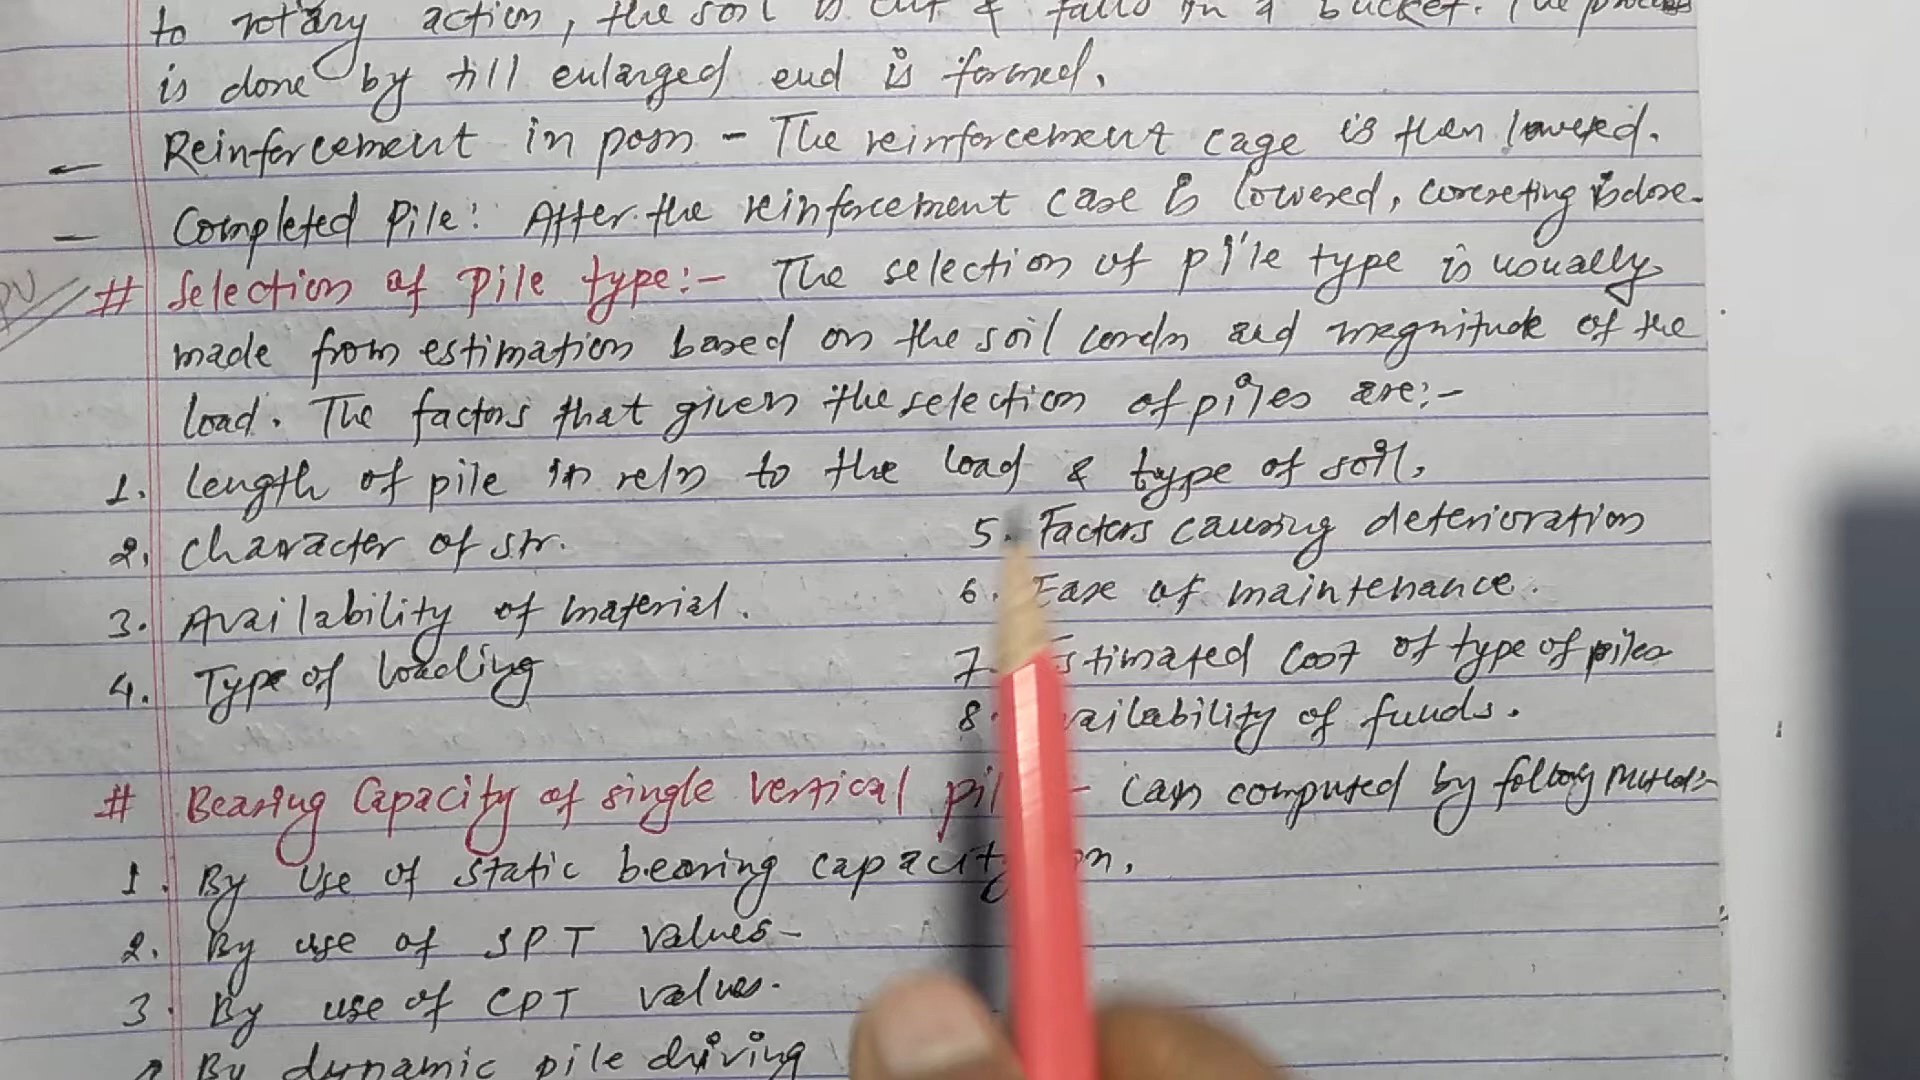 to rotary action, the soil is cut & falls in a bucket. The process
is done by till enlarged end is formed.
- Reinforcement in posn - The reinforcement cage is then lowered.
- Completed Pile: After the reinforcement case is lowered, concreting is done.
# Selection of Pile type:- The selection of pile type is usually
made from estimation based on the soil condn and magnitude of the
load. The factors that given the selection of piles are:-
1. Length of pile in reln to the load & type of soil.
2. Character of str.
3. Availability of material.
4. Type of loading
5. Factors causing deterioration
6. Ease of maintenance.
7. Estimated cost of type of piles
8. Availability of funds.
# Bearing Capacity of single vertical pile - Can computed by
1. By use of static bearing capacity
2. By use of SPT values-
3. By use of CPT values.
By dynamic pile driving